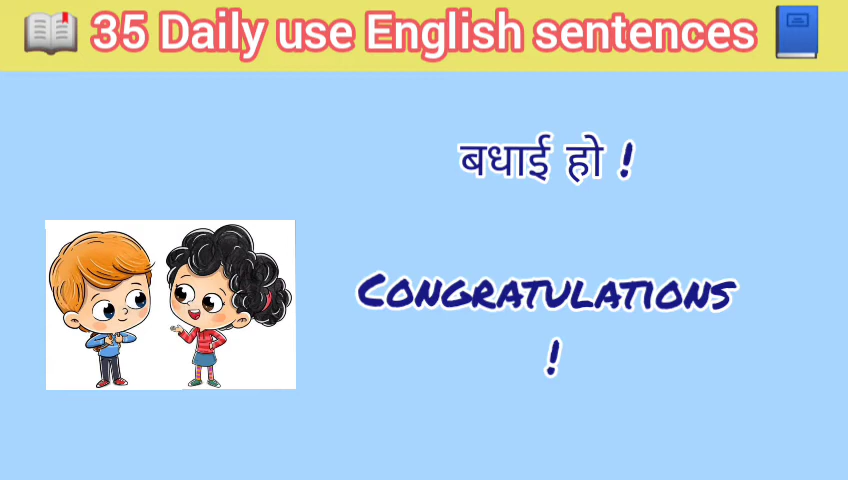 📖 35 Daily use English sentences 📘
बधाई हो !
Congratulations
!